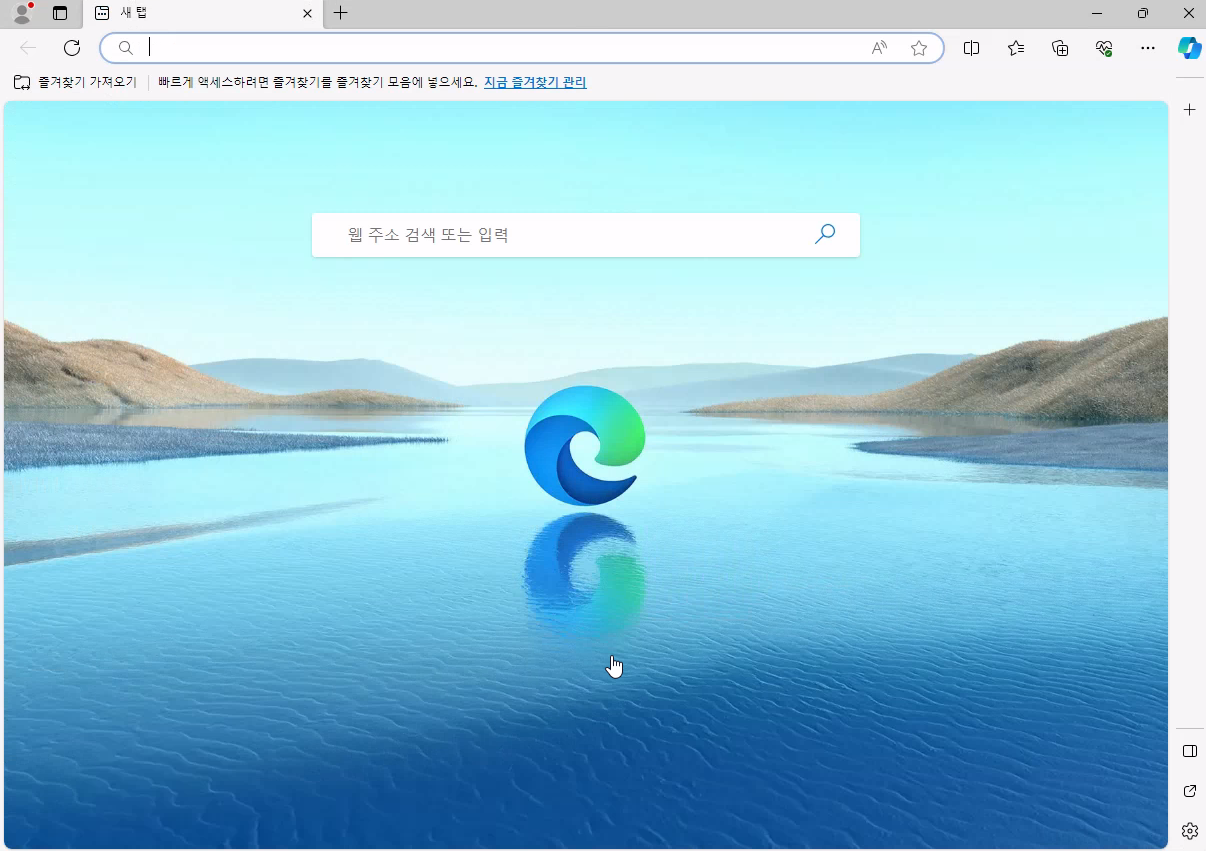 새 탭
즐겨찾기 가져오기
빠르게 액세스하려면 즐겨찾기를 즐겨찾기 모음에 넣으세요. 지금 즐겨찾기 관리
웹 주소 검색 또는 입력